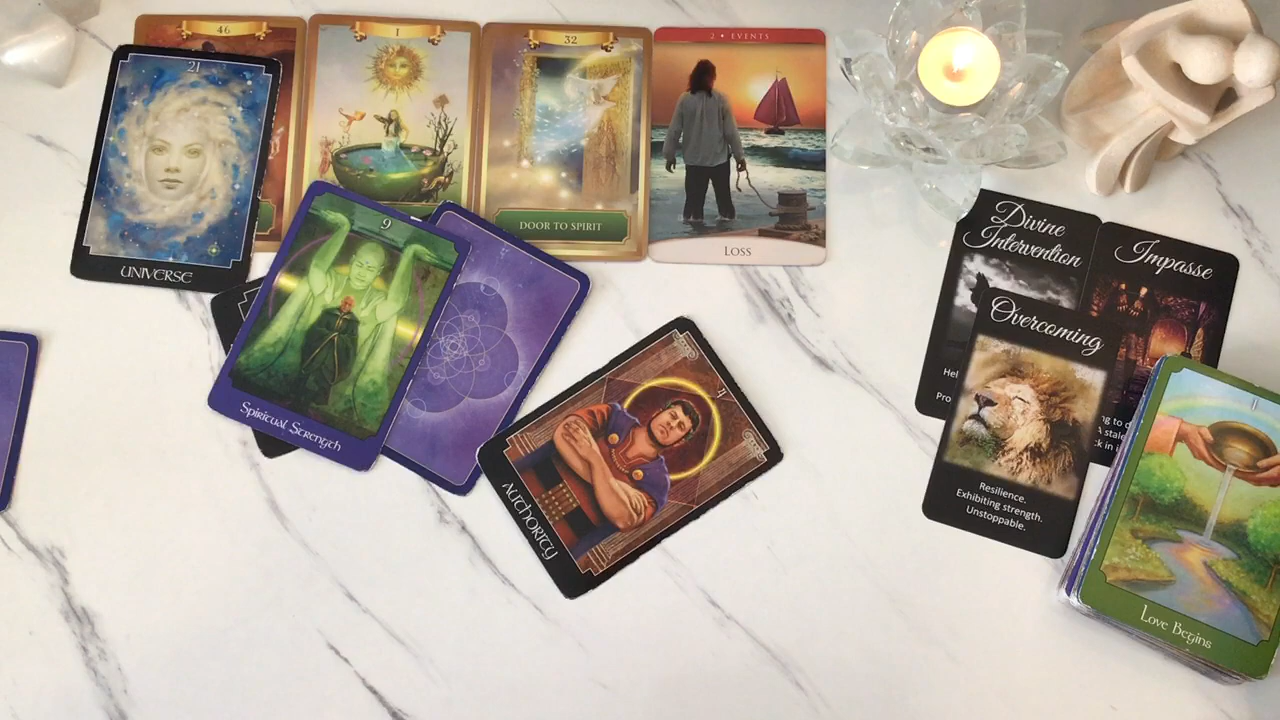 46
21
UNIVERSE
I
32
DOOR TO SPIRIT
2 • EVENTS
LOSS
9
Spiritual Strength
AUTHORITY
Divine
Intervention
Impasse
Overcoming
Resilience.
Exhibiting strength.
Unstoppable.
Love Begins